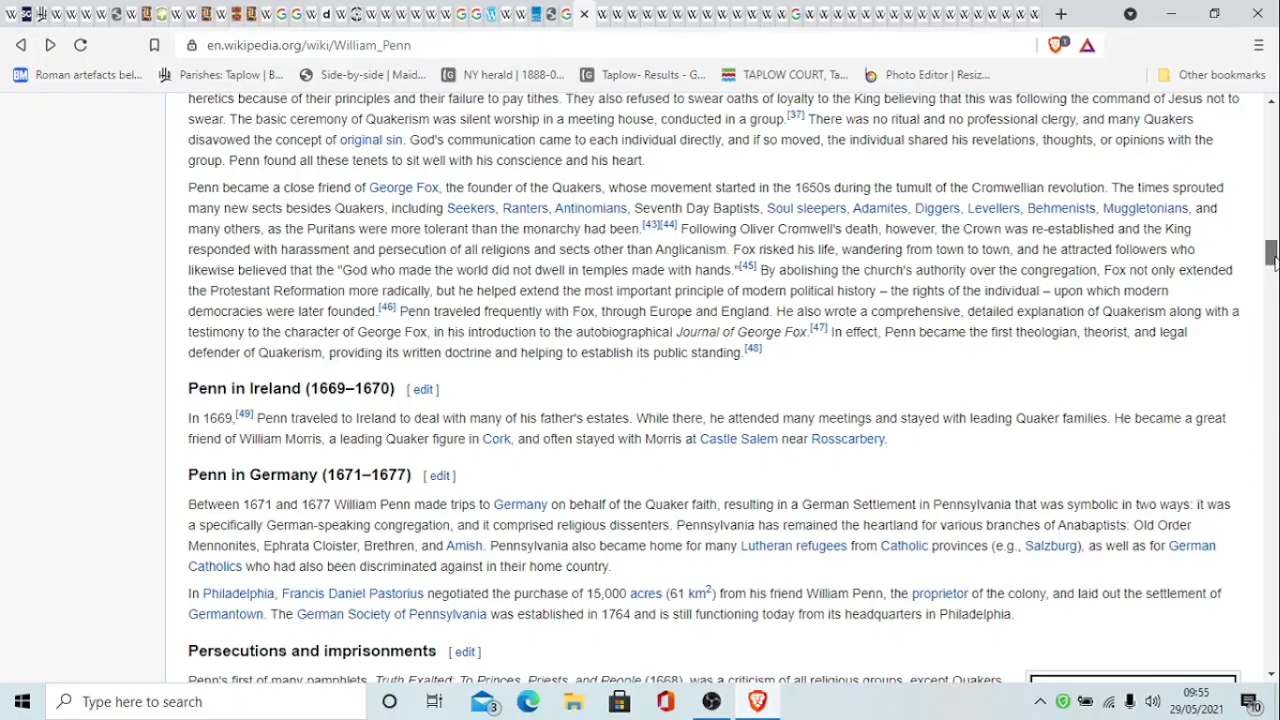 en.wikipedia.org/wiki/William_Penn
1
BM Roman artefacts bel... Parishes: Taplow | B... Side-by-side | Maid... NY herald | 1888-0... Taplow- Results - G... TAPLOW COURT, Ta... Photo Editor | Resiz... Other bookmarks
heretics because of their principles and their failure to pay tithes. They also refused to swear oaths of loyalty to the King believing that this was following the command of Jesus not to
swear. The basic ceremony of Quakerism was silent worship in a meeting house, conducted in a group.[37] There was no ritual and no professional clergy, and many Quakers
disavowed the concept of original sin. God's communication came to each individual directly, and if so moved, the individual shared his revelations, thoughts, or opinions with the
group. Penn found all these tenets to sit well with his conscience and his heart.
Penn became a close friend of George Fox, the founder of the Quakers, whose movement started in the 1650s during the tumult of the Cromwellian revolution. The times sprouted
many new sects besides Quakers, including Seekers, Ranters, Antinomians, Seventh Day Baptists, Soul sleepers, Adamites, Diggers, Levellers, Behmenists, Muggletonians, and
many others, as the Puritans were more tolerant than the monarchy had been.[43][44] Following Oliver Cromwell's death, however, the Crown was re-established and the King
responded with harassment and persecution of all religions and sects other than Anglicanism. Fox risked his life, wandering from town to town, and he attracted followers who
likewise believed that the "God who made the world did not dwell in temples made with hands."[45] By abolishing the church's authority over the congregation, Fox not only extended
the Protestant Reformation more radically, but he helped extend the most important principle of modern political history – the rights of the individual – upon which modern
democracies were later founded.[46] Penn traveled frequently with Fox, through Europe and England. He also wrote a comprehensive, detailed explanation of Quakerism along with a
testimony to the character of George Fox, in his introduction to the autobiographical Journal of George Fox.[47] In effect, Penn became the first theologian, theorist, and legal
defender of Quakerism, providing its written doctrine and helping to establish its public standing.[48]
Penn in Ireland (1669–1670) [ edit ]
In 1669,[49] Penn traveled to Ireland to deal with many of his father's estates. While there, he attended many meetings and stayed with leading Quaker families. He became a great
friend of William Morris, a leading Quaker figure in Cork, and often stayed with Morris at Castle Salem near Rosscarbery.
Penn in Germany (1671–1677) [ edit ]
Between 1671 and 1677 William Penn made trips to Germany on behalf of the Quaker faith, resulting in a German Settlement in Pennsylvania that was symbolic in two ways: it was
a specifically German-speaking congregation, and it comprised religious dissenters. Pennsylvania has remained the heartland for various branches of Anabaptists: Old Order
Mennonites, Ephrata Cloister, Brethren, and Amish. Pennsylvania also became home for many Lutheran refugees from Catholic provinces (e.g., Salzburg), as well as for German
Catholics who had also been discriminated against in their home country.
In Philadelphia, Francis Daniel Pastorius negotiated the purchase of 15,000 acres (61 km2) from his friend William Penn, the proprietor of the colony, and laid out the settlement of
Germantown. The German Society of Pennsylvania was established in 1764 and is still functioning today from its headquarters in Philadelphia.
Persecutions and imprisonments [ edit ]
Penn's first of many pamphlets, Truth Exalted: To Princes, Priests, and People (1668), was a criticism of all religious groups, except Quakers
Type here to search
3
09:55
29/05/2021
10